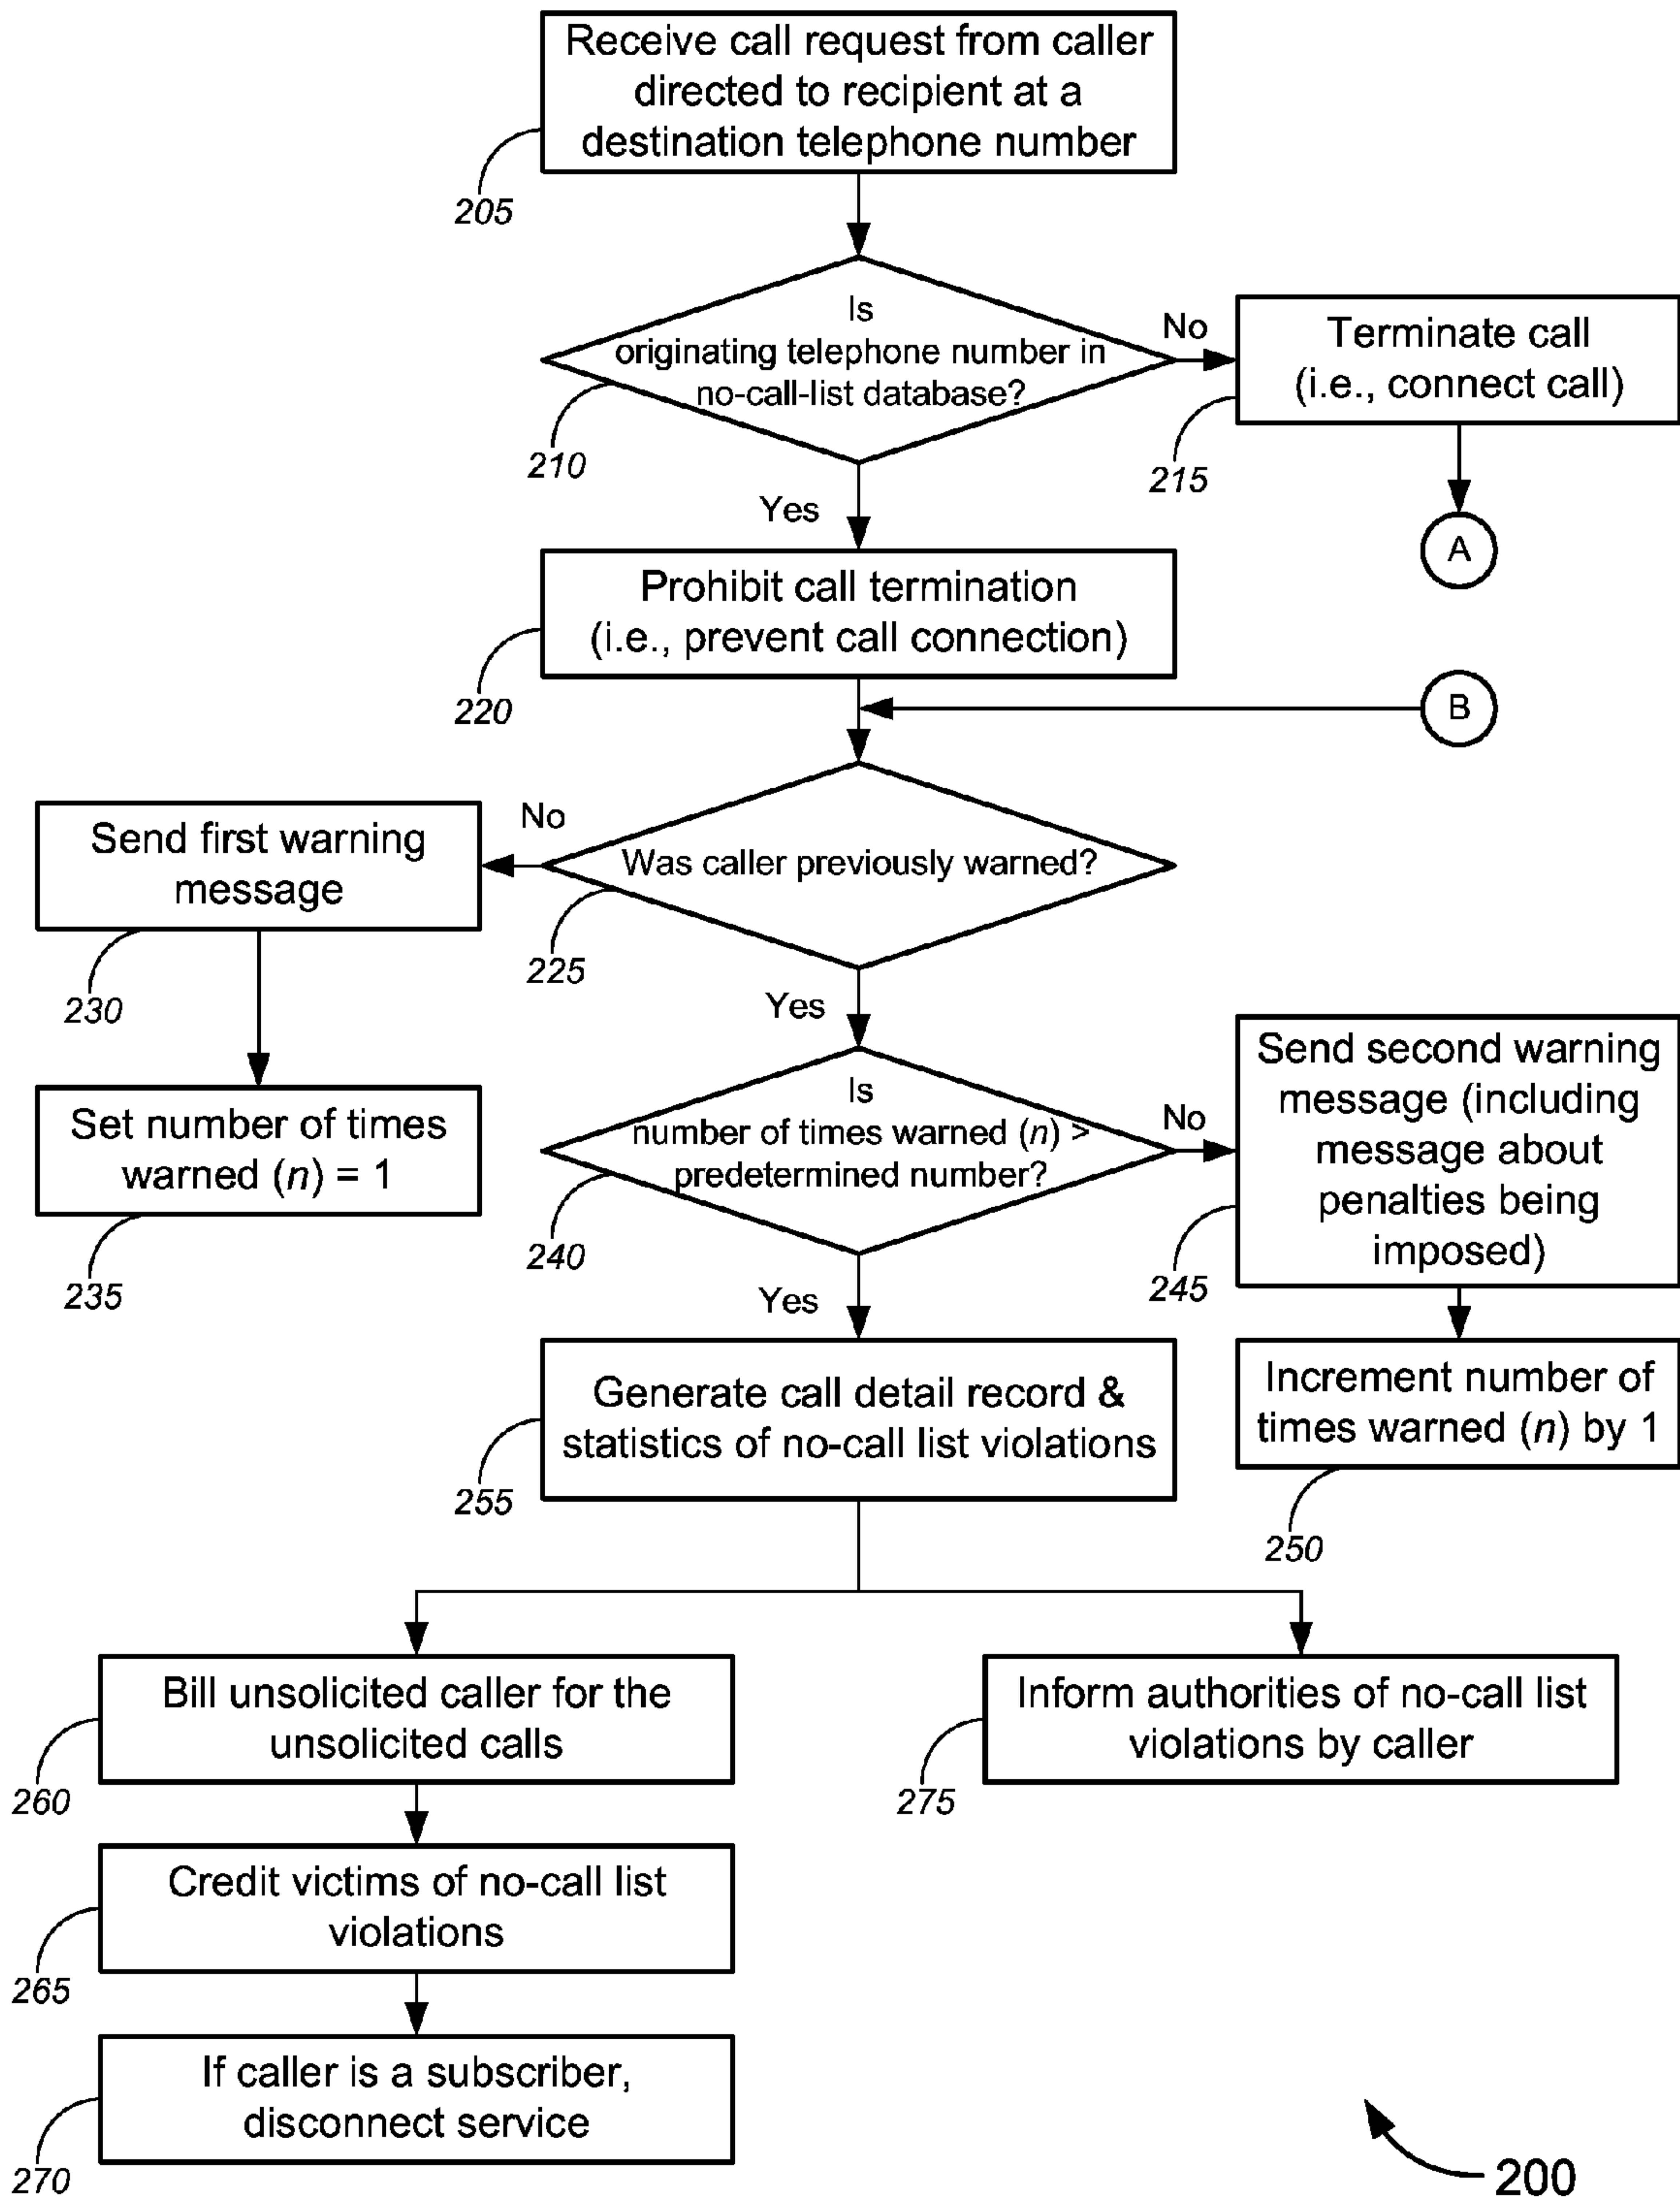 Receive call request from caller
directed to recipient at a
destination telephone number
205
Is
originating telephone number in
no-call-list database?
210
No
Terminate call
(i.e., connect call)
215
A
Yes
Prohibit call termination
(i.e., prevent call connection)
220
B
Was caller previously warned?
225
No
Send first warning
message
230
Set number of times
warned (n) = 1
235
Yes
Is
number of times warned (n) >
predetermined number?
240
No
Send second warning
message (including
message about
penalties being
imposed)
245
Increment number of
times warned (n) by 1
250
Yes
Generate call detail record &
statistics of no-call list violations
255
Bill unsolicited caller for the
unsolicited calls
260
Inform authorities of no-call list
violations by caller
275
Credit victims of no-call list
violations
265
If caller is a subscriber,
disconnect service
270
200